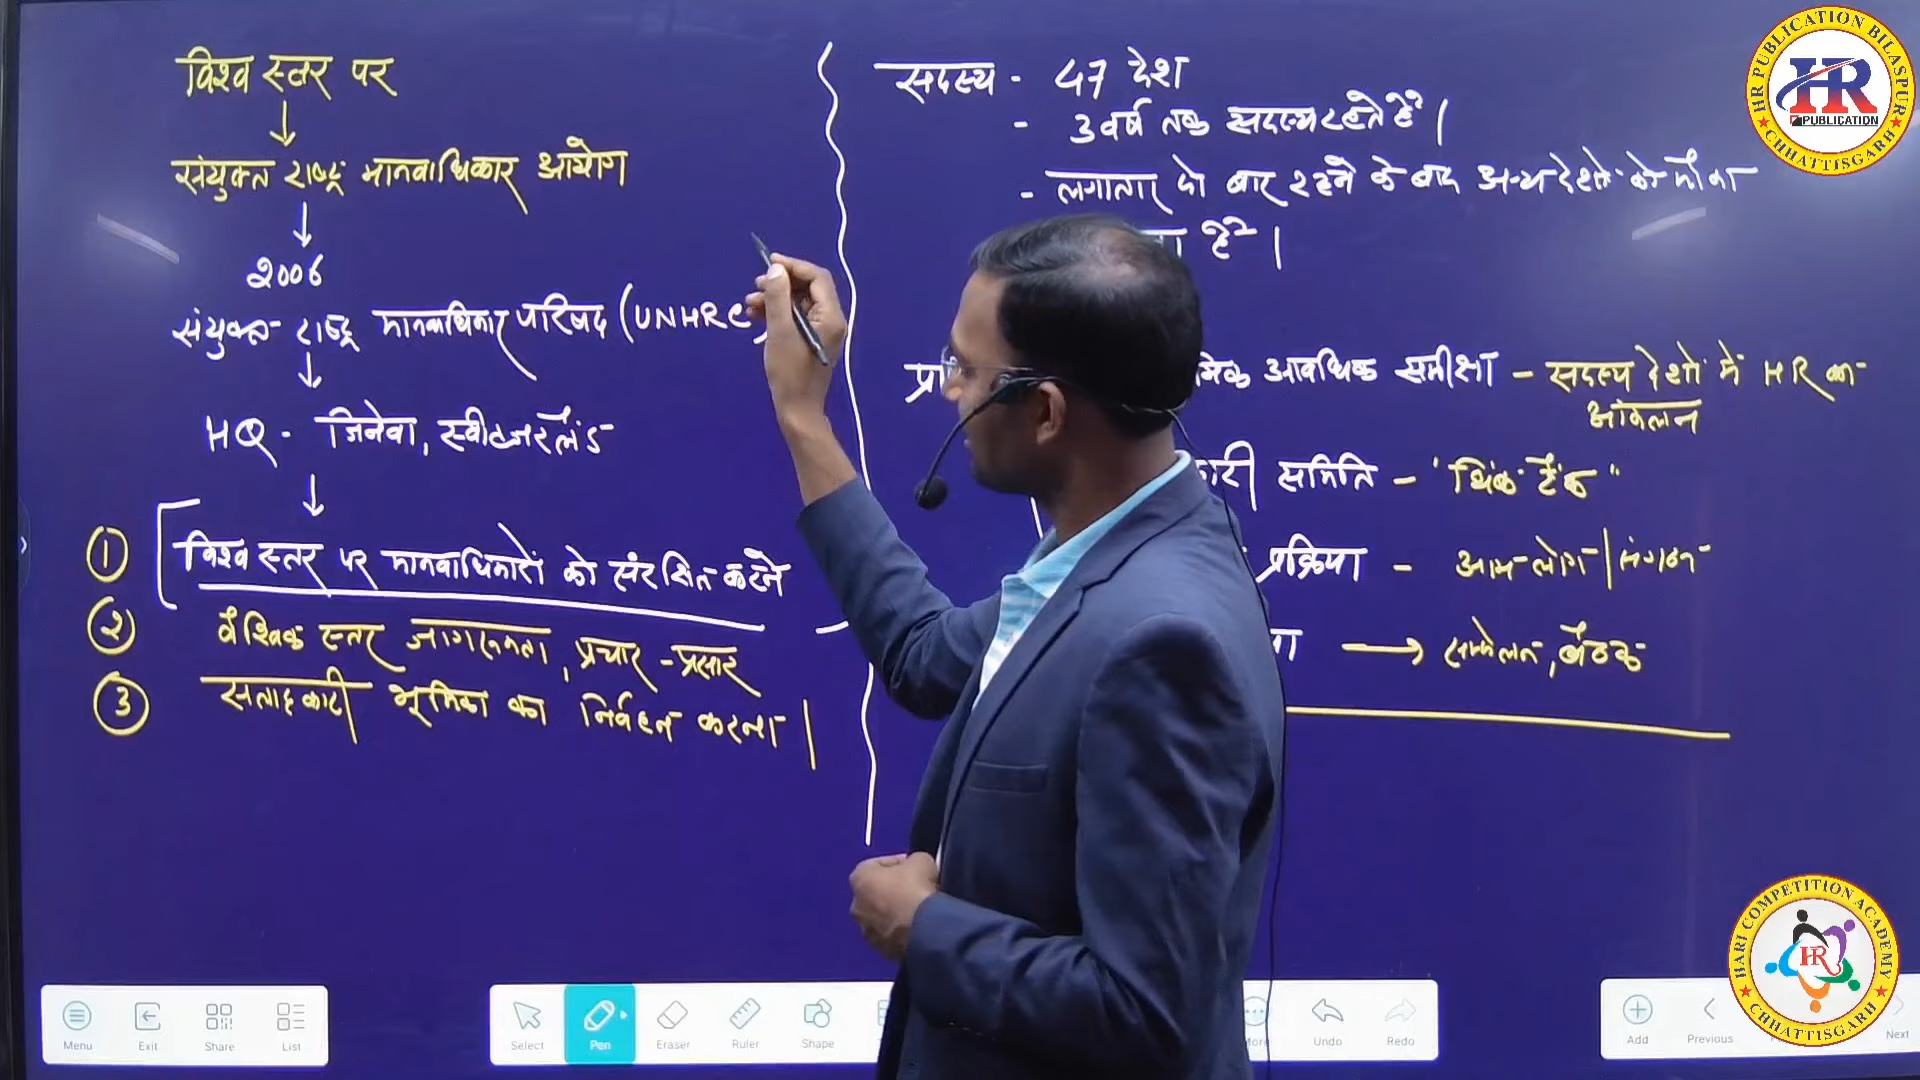 विश्व स्तर पर
संयुक्त राष्ट्र मानवाधिकार आयोग
2006
संयुक्त राष्ट्र मानवाधिकार परिषद (UNHRC)
HQ - जिनेवा, स्वीटजरलैंड
① विश्व स्तर पर मानवाधिकारों को संरक्षित करने
② वैश्विक स्तर जागरूकता, प्रचार-प्रसार
③ सलाहकारी भूमिका का निर्वहन करना।
सदस्य - 47 देश
- 3 वर्ष तक सदस्य रहते हैं।
- लगातार दो बार रहने के बाद अन्य देशों को मौका
है।
आवधिक समीक्षा - सदस्य देशों में HR का
आंकलन
समिति - "थिंक टैंक"
प्रक्रिया - आम लोग/संगठन
→ सम्मेलन, बैठक
HR PUBLICATION BILASPUR
HR
PUBLICATION
★ CHHATTISGARH ★
HARI COMPETITION ACADEMY
HR
★ CHHATTISGARH ★
Menu Exit Share List
Select Pen Eraser Ruler Shape Undo Redo
Add Previous Next